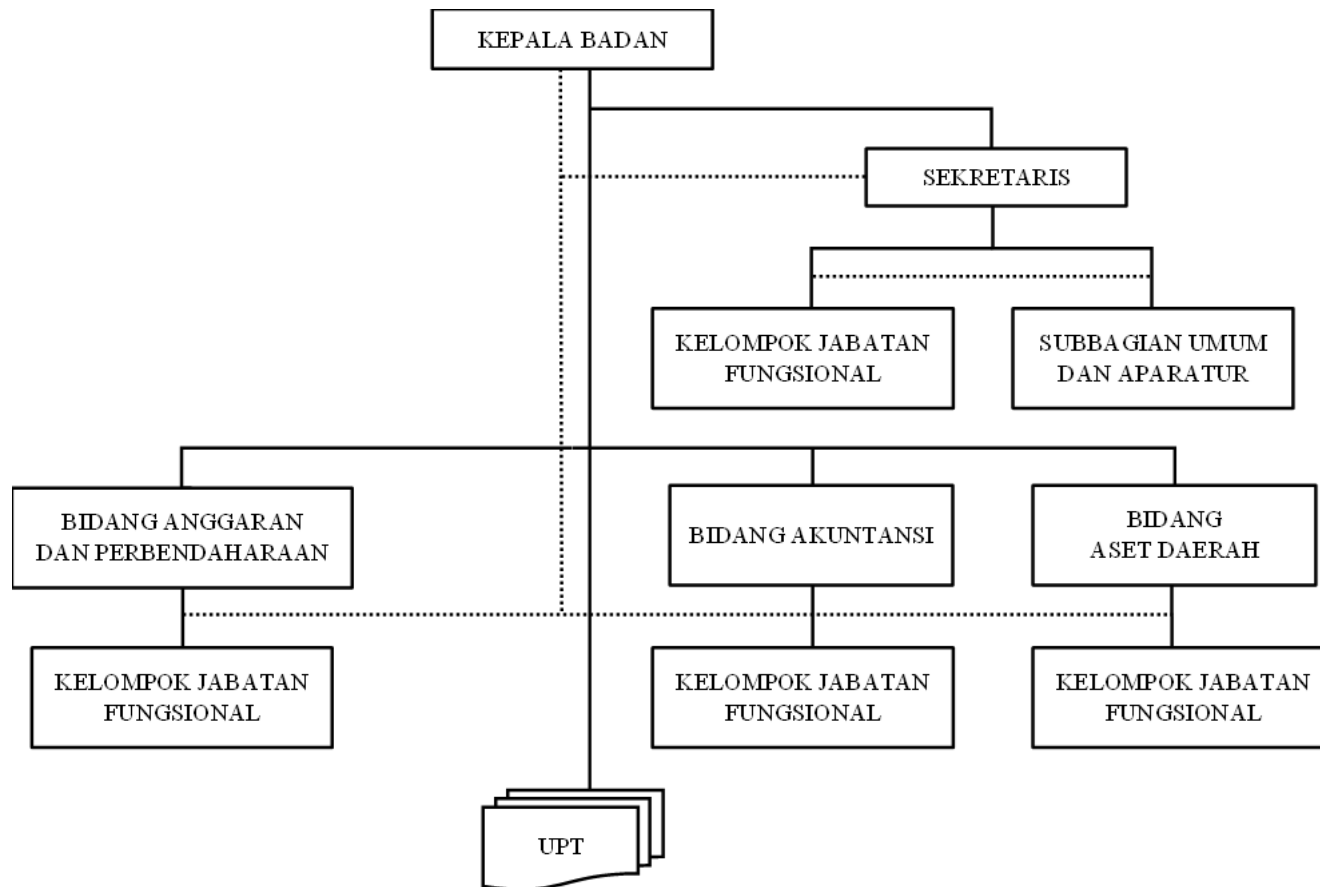 KEPALA BADAN
SEKRETARIS
KELOMPOK JABATAN
FUNGSIONAL
SUBBAGIAN UMUM
DAN APARATUR
BIDANG ANGGARAN
DAN PERBENDAHARAAN
BIDANG AKUNTANSI
BIDANG
ASET DAERAH
KELOMPOK JABATAN
FUNGSIONAL
KELOMPOK JABATAN
FUNGSIONAL
KELOMPOK JABATAN
FUNGSIONAL
UPT